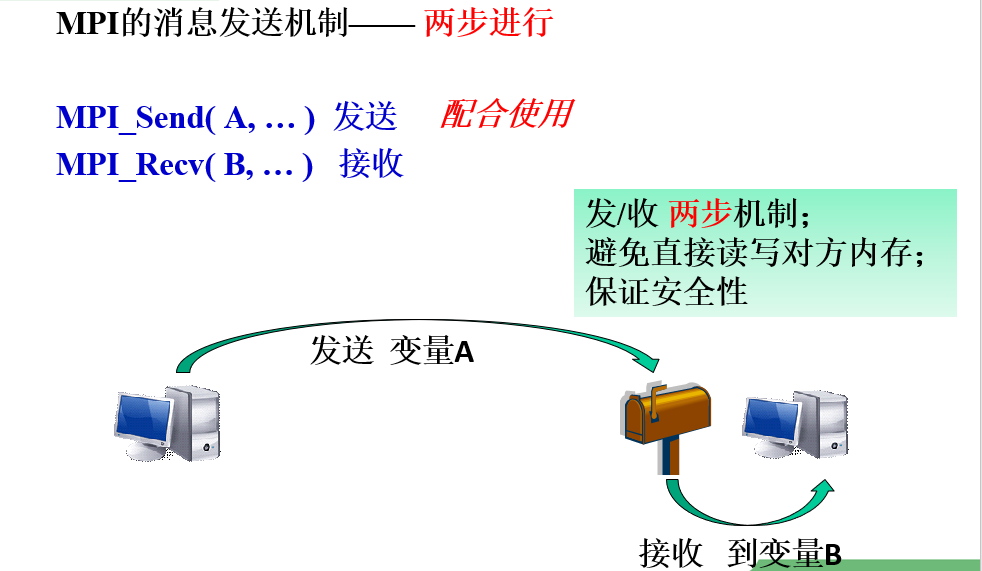 MPI的消息发送机制—— 两步进行
MPI_Send( A, … ) 发送 配合使用
MPI_Recv( B, … ) 接收
发/收 两步机制；
避免直接读写对方内存；
保证安全性
发送 变量A
接收 到变量B